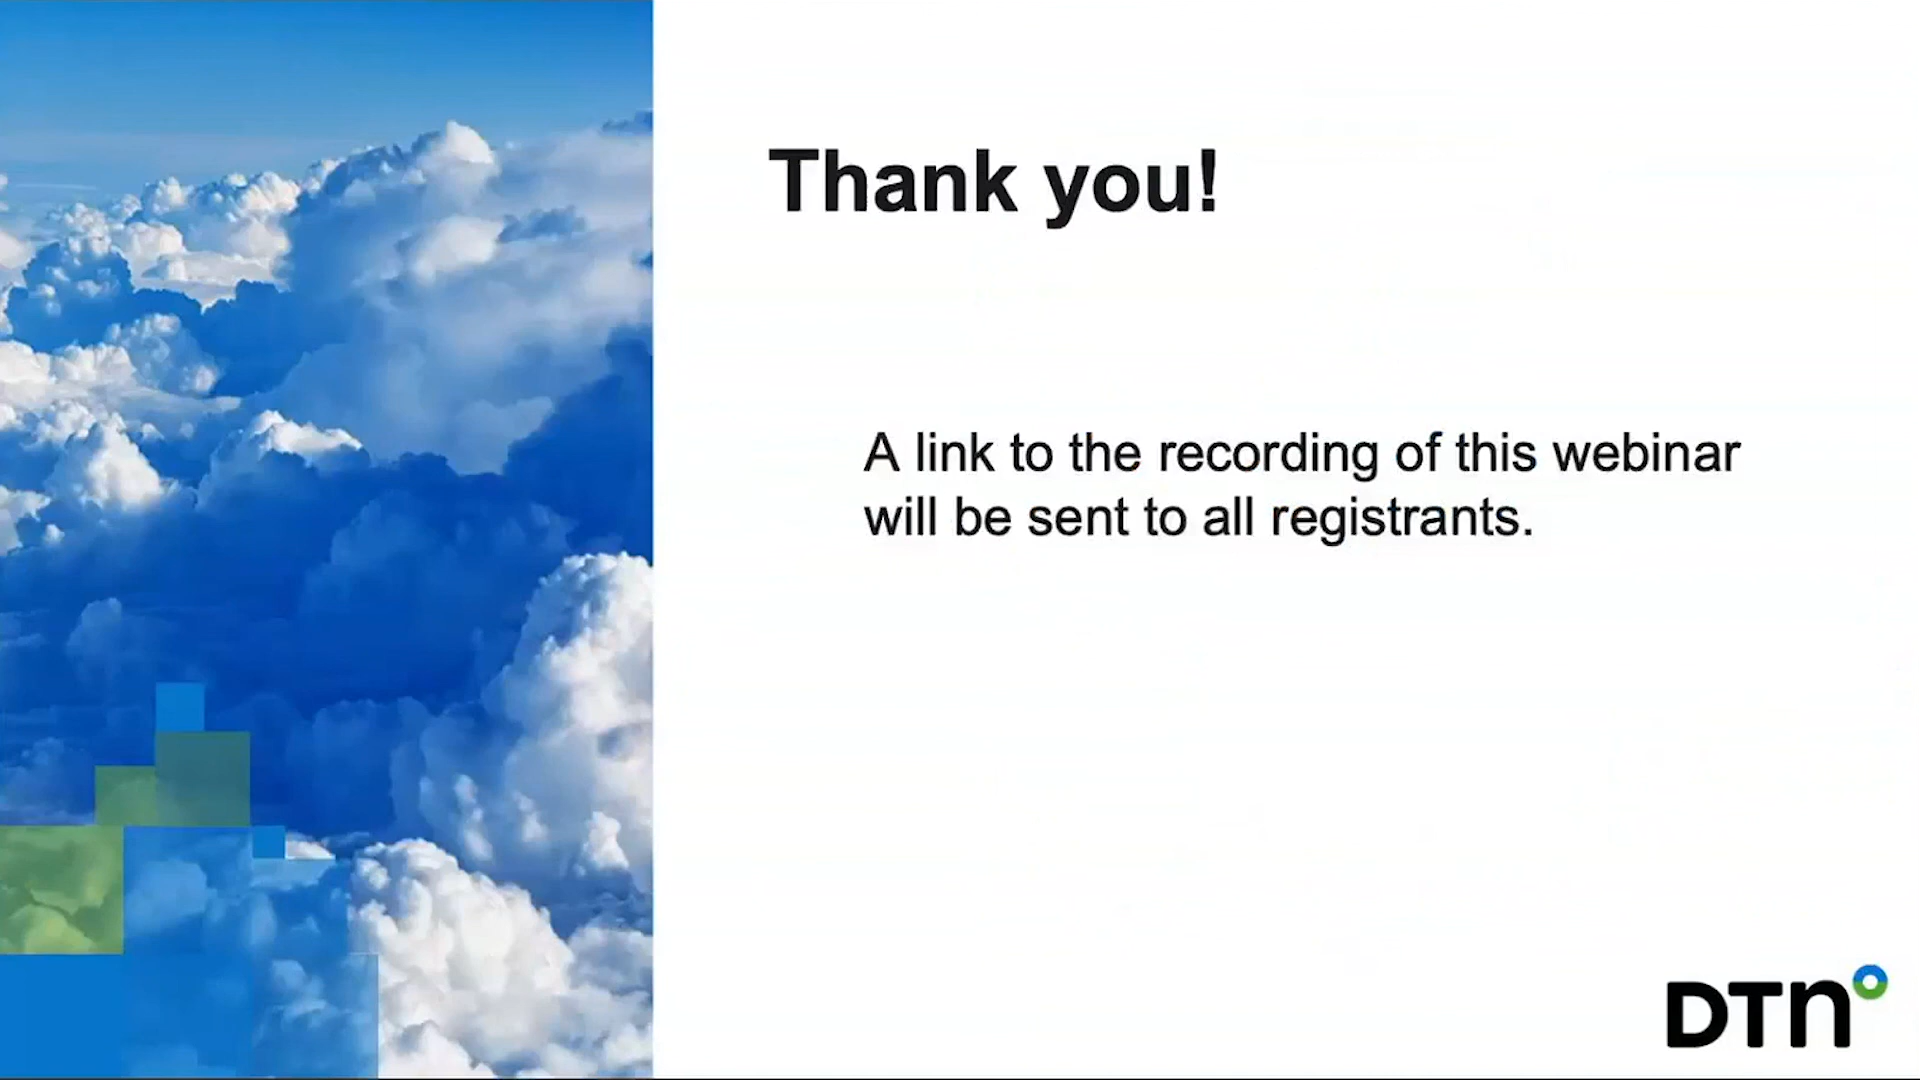 Thank you!
A link to the recording of this webinar
will be sent to all registrants.
DTN